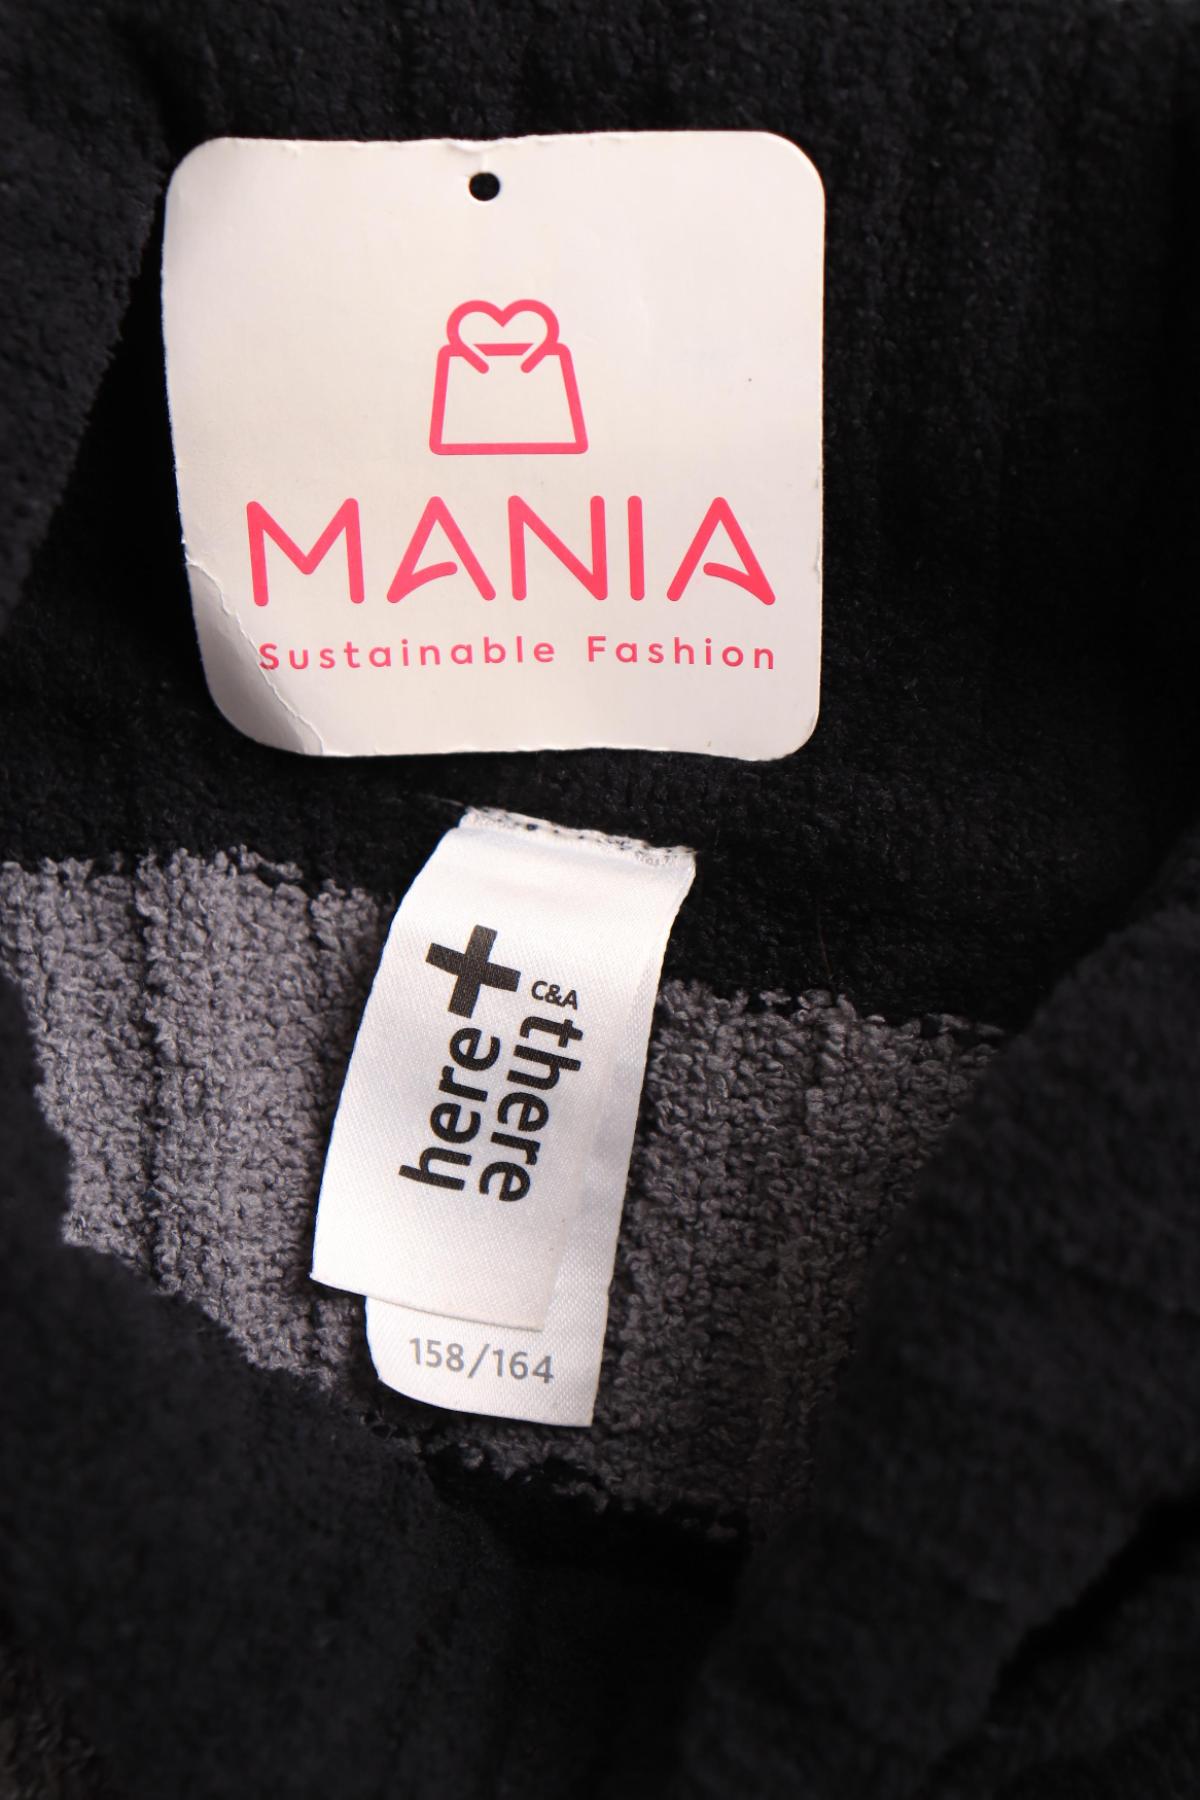 MANIA
Sustainable Fashion
here+
C&A
there
158/164